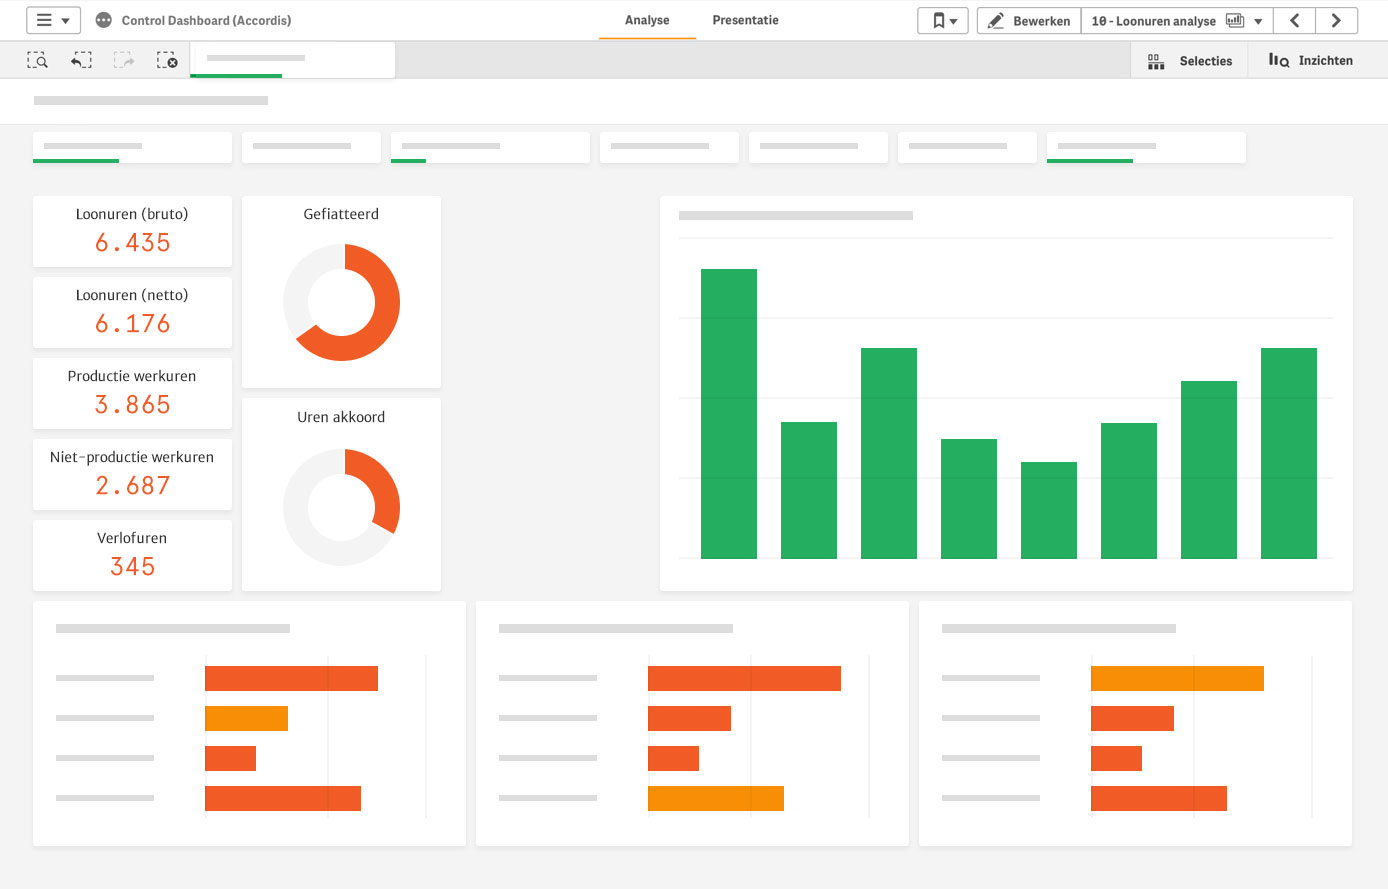 Control Dashboard (Accordis)
Analyse
Presentatie
Bewerken
10 - Loonuren analyse
Selecties
Inzichten
Loonuren (bruto)
6.435
Loonuren (netto)
6.176
Productie werkuren
3.865
Niet-productie werkuren
2.687
Verlofuren
345
Gefiatteerd
Uren akkoord